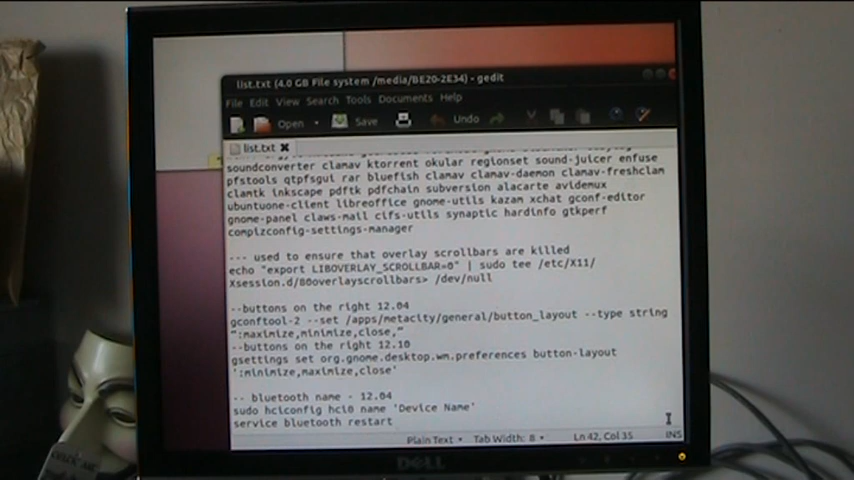 list.txt (4.0 GB File system /media/BE20-2E34) - gedit
File Edit View Search Tools Documents Help
Open Save Undo
list.txt
soundconverter clamav ktorrent okular regionset sound-juicer enfuse
pfstools qtpfsgui rar bluefish clamav clamav-daemon clamav-freshclam
clamtk inkscape pdftk pdfchain subversion alacarte avidemux
ubuntuone-client libreoffice gnome-utils kazam xchat gconf-editor
gnome-panel claws-mail cifs-utils synaptic hardinfo gtkperf
compizconfig-settings-manager
--- used to ensure that overlay scrollbars are killed
echo "export LIBOVERLAY_SCROLLBAR=0" | sudo tee /etc/X11/
Xsession.d/80overlayscrollbars> /dev/null
--buttons on the right 12.04
gconftool-2 --set /apps/metacity/general/button_layout --type string
":maximize,minimize,close,"
--buttons on the right 12.10
gsettings set org.gnome.desktop.wm.preferences button-layout
':minimize,maximize,close'
-- bluetooth name - 12.04
sudo hciconfig hci0 name 'Device Name'
service bluetooth restart
Plain Text Tab Width: 8 Ln 42, Col 35 INS
DELL